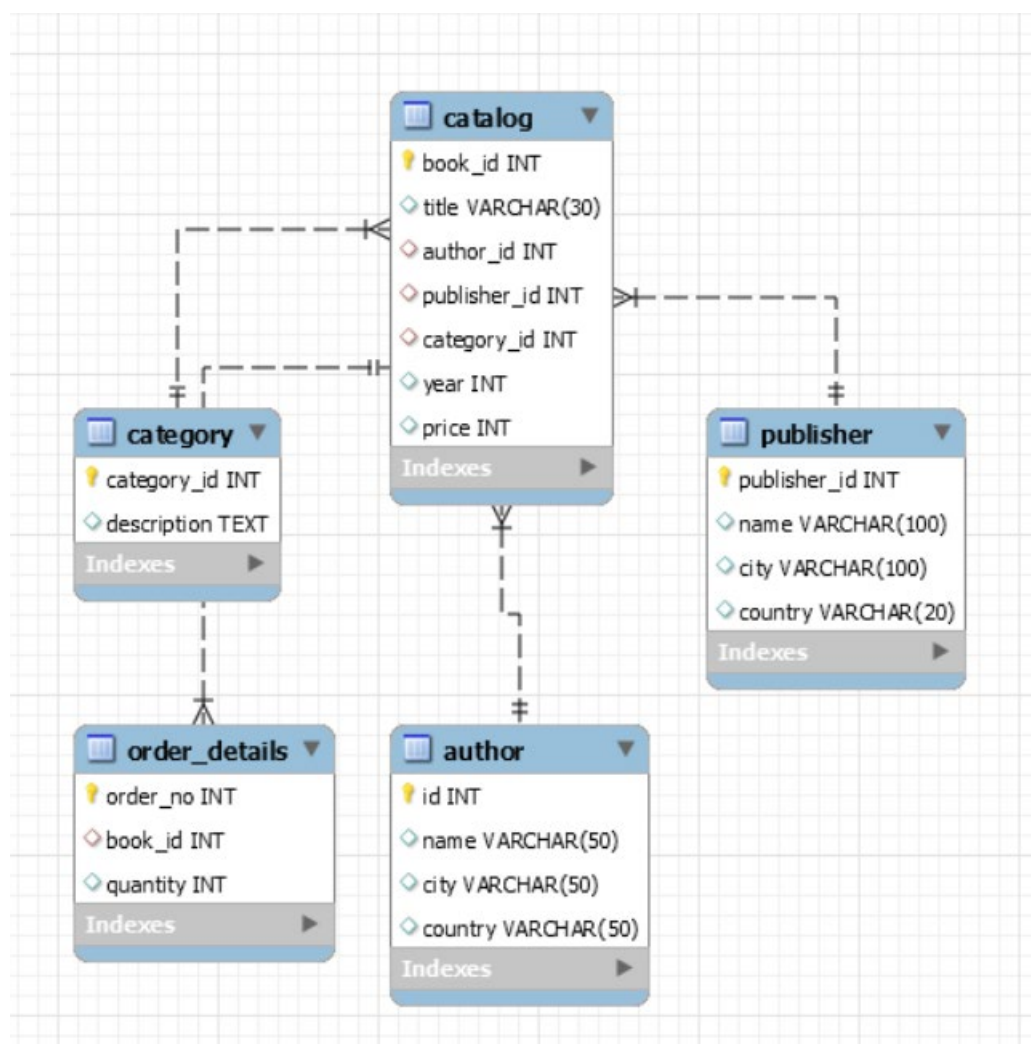 catalog
book_id INT
title VARCHAR(30)
author_id INT
publisher_id INT
category_id INT
year INT
price INT
Indexes
category
category_id INT
description TEXT
Indexes
publisher
publisher_id INT
name VARCHAR(100)
city VARCHAR(100)
country VARCHAR(20)
Indexes
order_details
order_no INT
book_id INT
quantity INT
Indexes
author
id INT
name VARCHAR(50)
city VARCHAR(50)
country VARCHAR(50)
Indexes